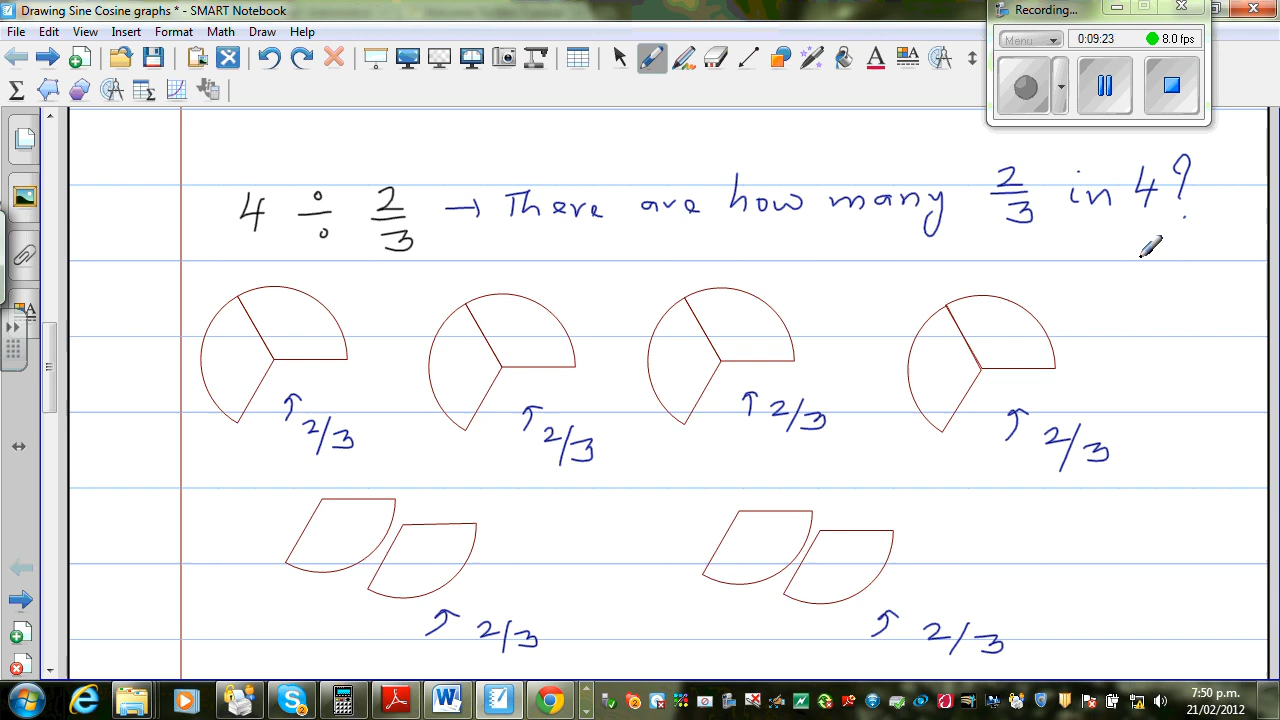 Drawing Sine Cosine graphs * - SMART Notebook
Recording...
File Edit View Insert Format Math Draw Help
Menu 0:09:23 8.0 fps
4 ÷ 2/3 → There are how many 2/3 in 4?
↑ 2/3 ↑ 2/3 ↑ 2/3 ↑ 2/3
↑ 2/3 ↑ 2/3
7:50 p.m.
21/02/2012